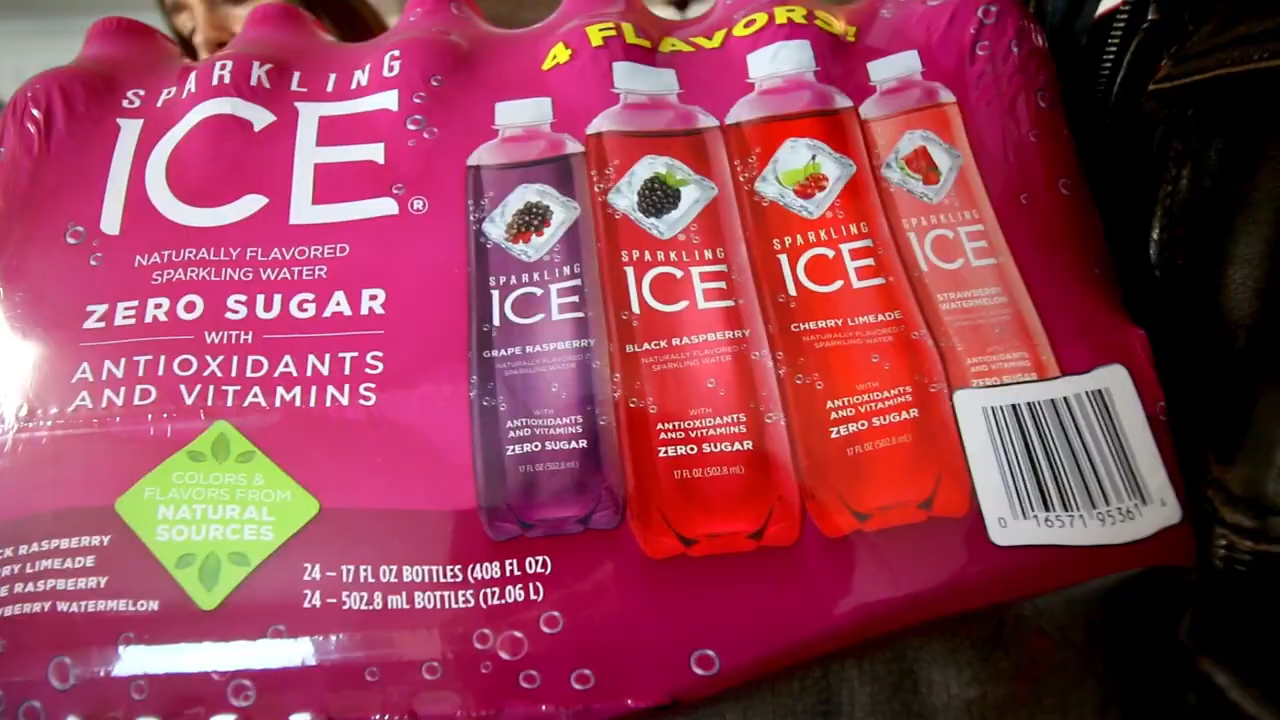 4 FLAVORS!
SPARKLING
ICE®
NATURALLY FLAVORED
SPARKLING WATER
ZERO SUGAR
WITH
ANTIOXIDANTS
AND VITAMINS
COLORS &
FLAVORS FROM
NATURAL
SOURCES
CK RASPBERRY
RY LIMEADE
E RASPBERRY
WBERRY WATERMELON
24 – 17 FL OZ BOTTLES (408 FL OZ)
24 – 502.8 mL BOTTLES (12.06 L)
SPARKLING
ICE
GRAPE RASPBERRY
NATURALLY FLAVORED
SPARKLING WATER
WITH
ANTIOXIDANTS
AND VITAMINS
ZERO SUGAR
17 FL OZ (502.8 mL)
SPARKLING
ICE
BLACK RASPBERRY
NATURALLY FLAVORED
SPARKLING WATER
WITH
ANTIOXIDANTS
AND VITAMINS
ZERO SUGAR
17 FL OZ (502.8 mL)
SPARKLING
ICE
CHERRY LIMEADE
NATURALLY FLAVORED
SPARKLING WATER
WITH
ANTIOXIDANTS
AND VITAMINS
ZERO SUGAR
17 FL OZ (502.8 mL)
SPARKLING
ICE
STRAWBERRY
WATERMELON
ANTIOXIDANTS
AND VITAMINS
ZERO SUGAR
0 16571 95361 4